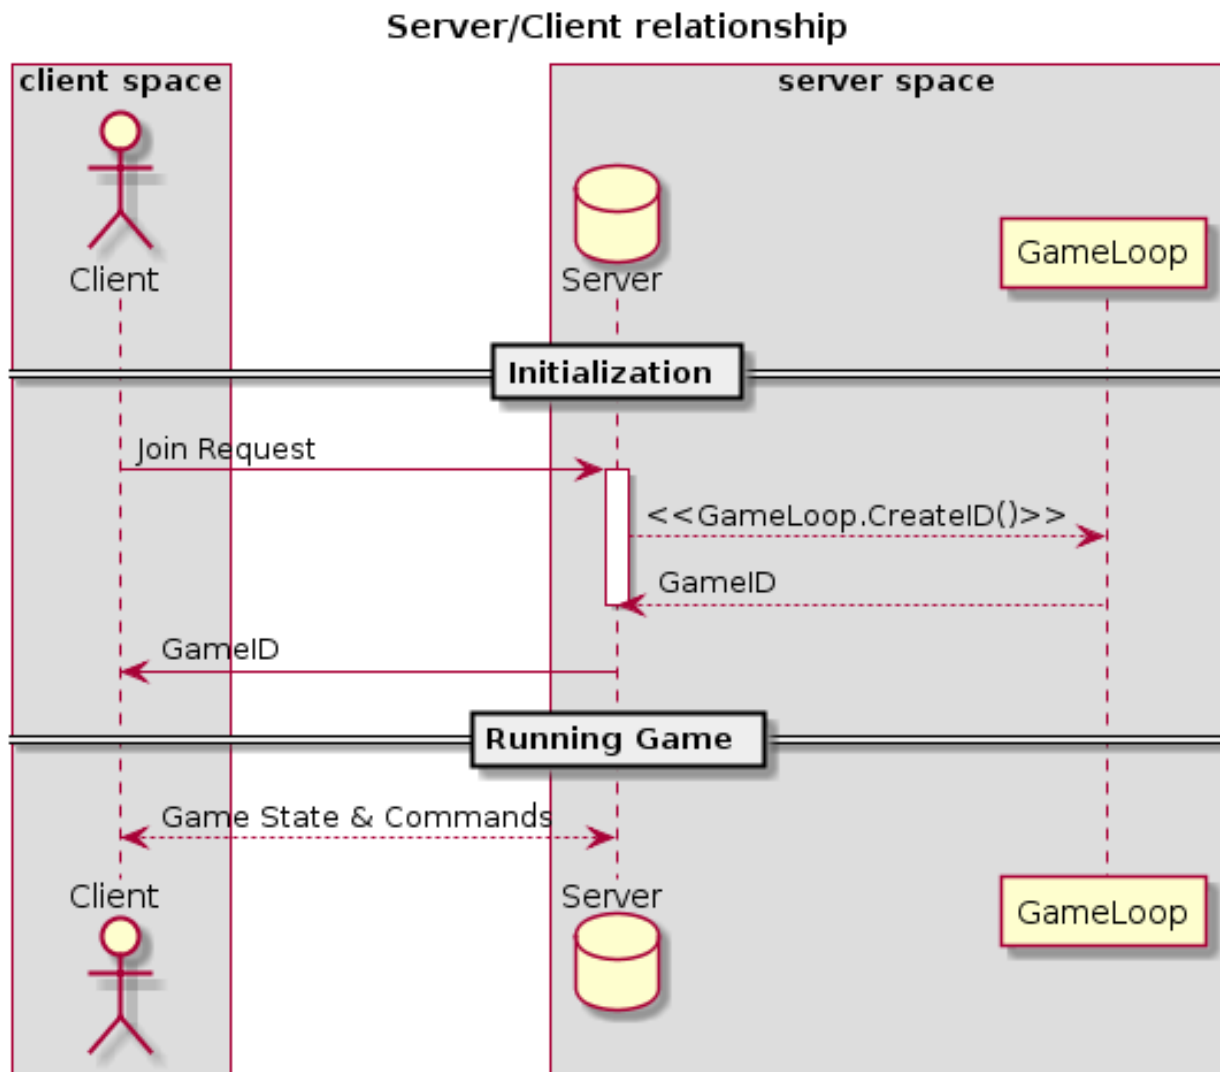 Server/Client relationship
client space
server space
Client
Server
GameLoop
Initialization
Join Request
<<GameLoop.CreateID()>>
GameID
GameID
Running Game
Game State & Commands
Client
Server
GameLoop